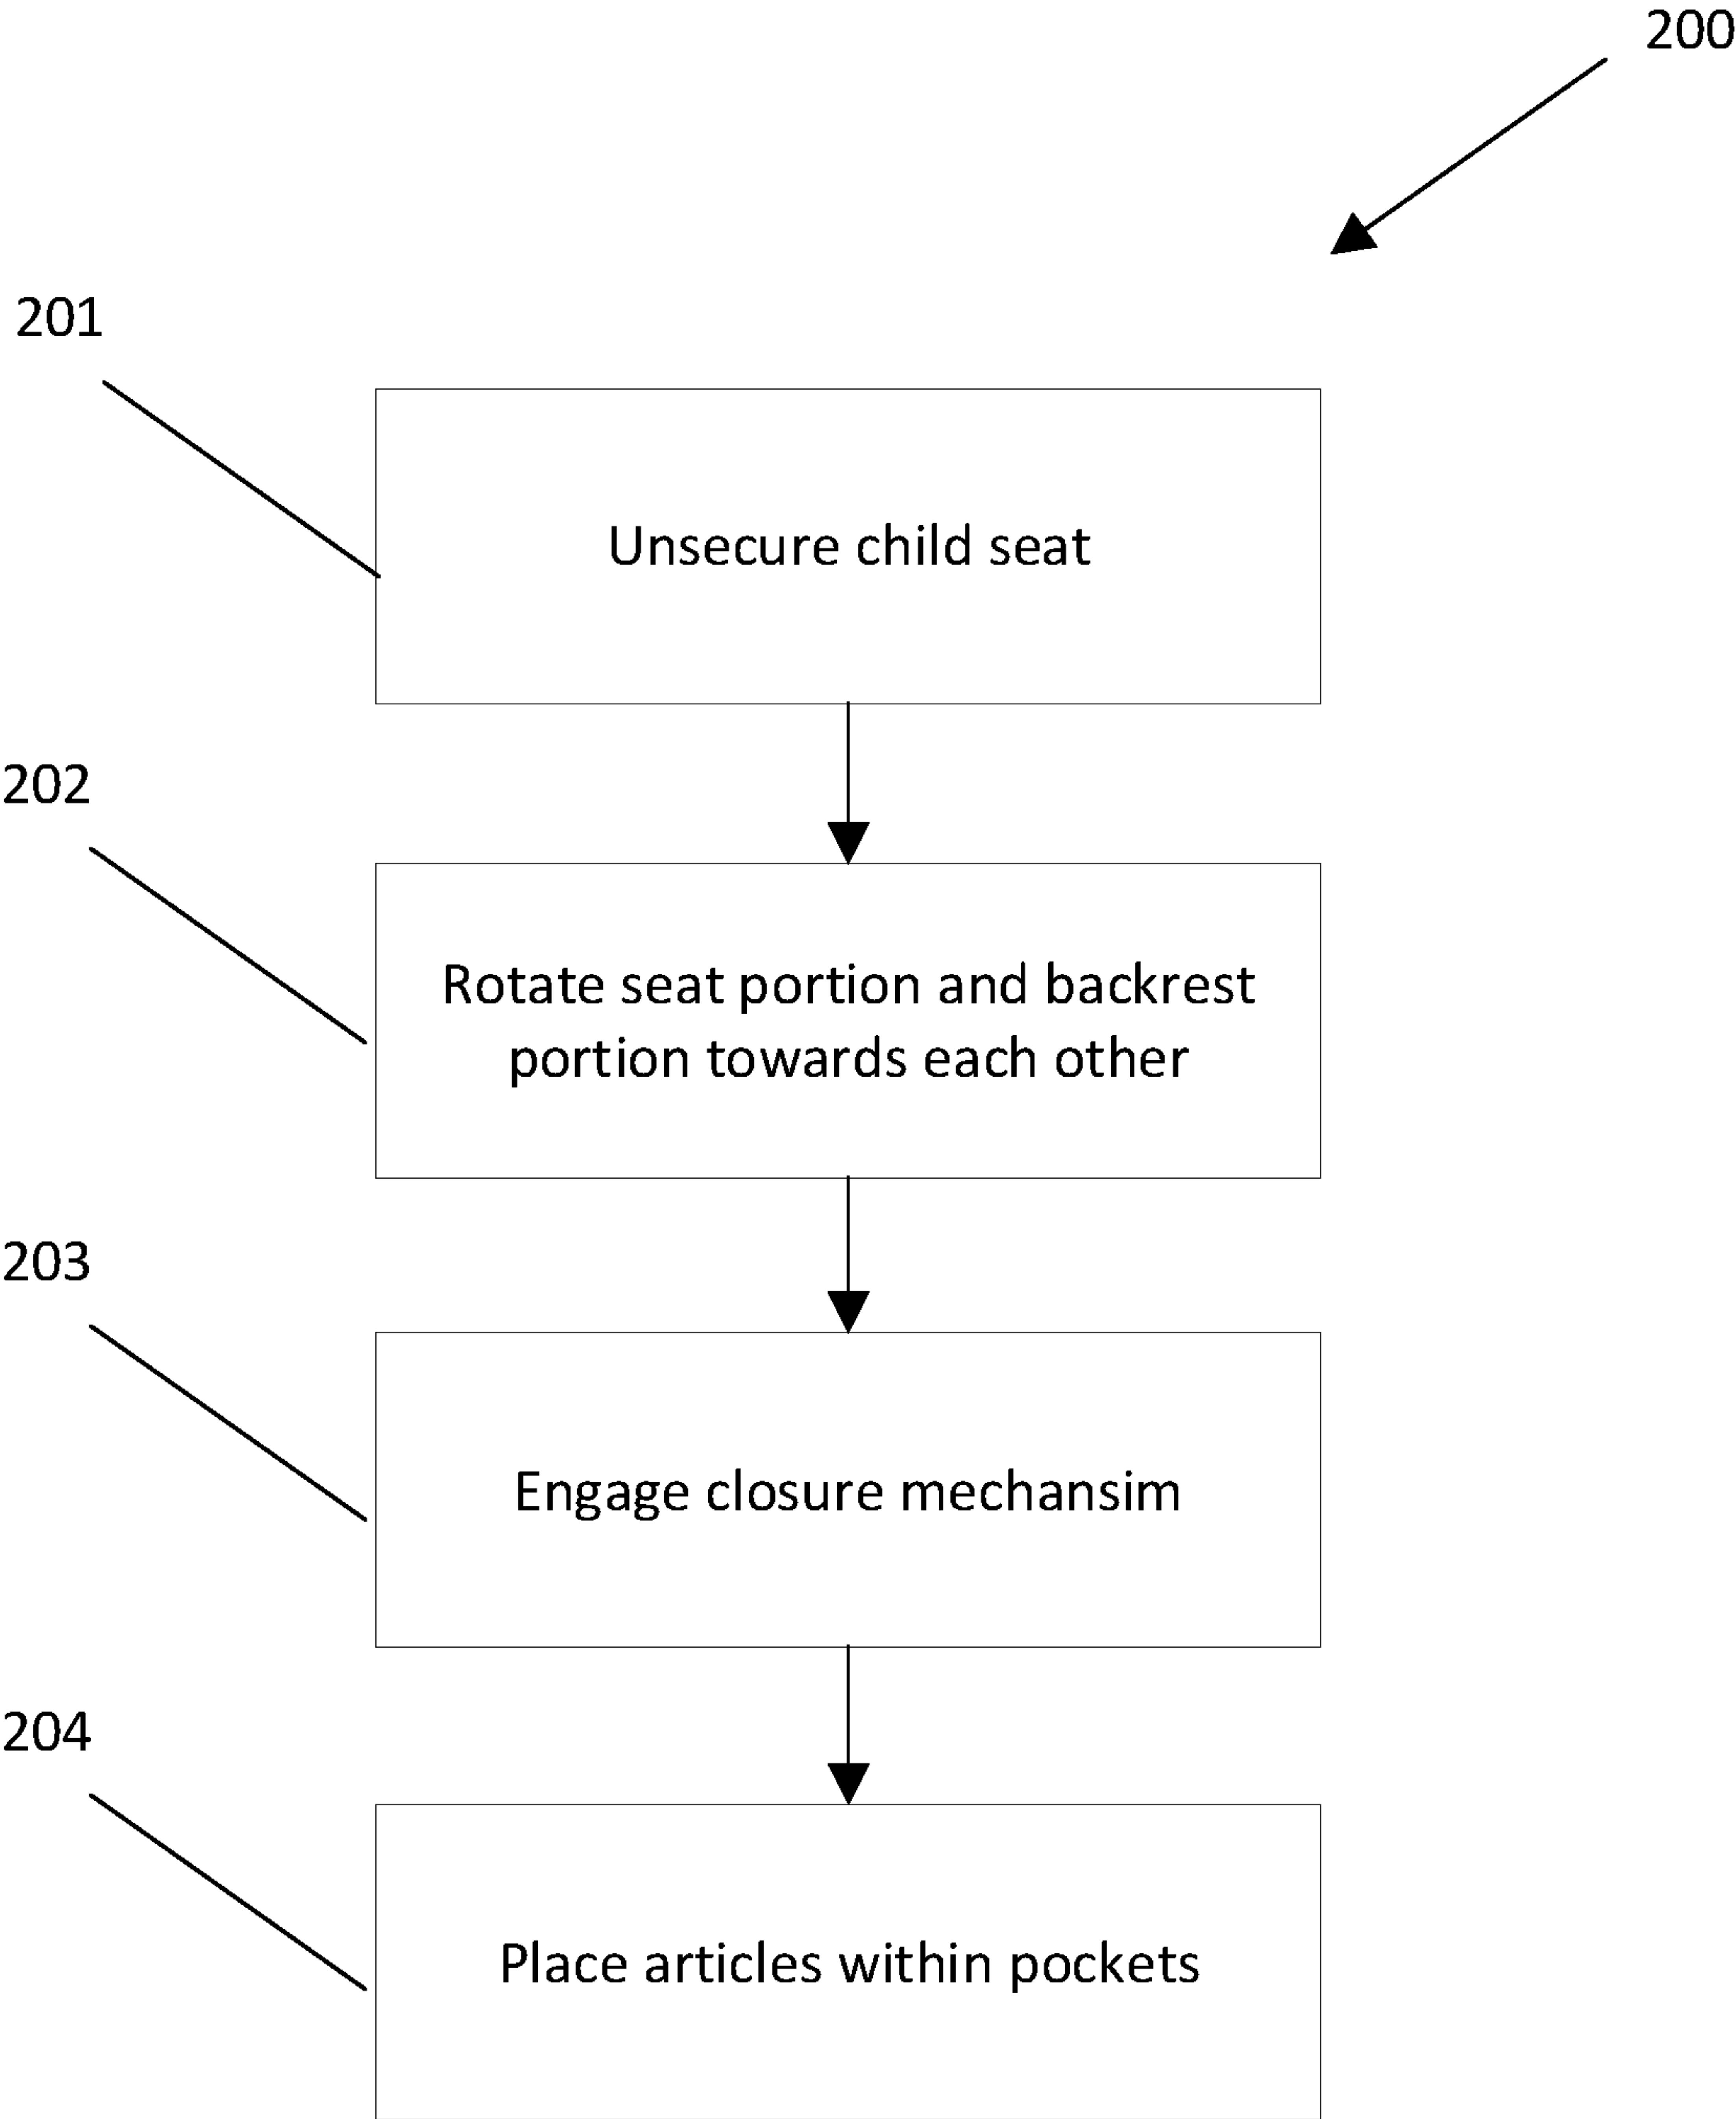 200
201
Unsecure child seat
202
Rotate seat portion and backrest
portion towards each other
203
Engage closure mechansim
204
Place articles within pockets